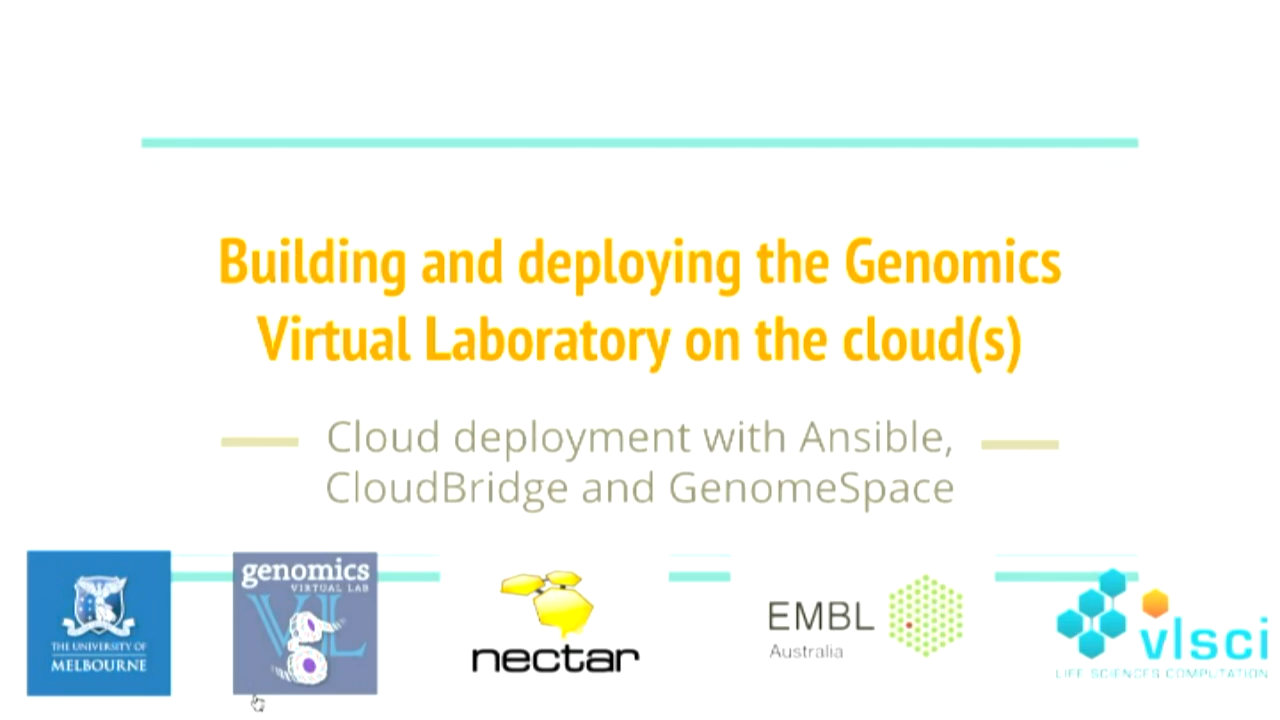 Building and deploying the Genomics
Virtual Laboratory on the cloud(s)
Cloud deployment with Ansible,
CloudBridge and GenomeSpace
THE UNIVERSITY OF
MELBOURNE
genomics
VIRTUAL LAB
VL
nectar
EMBL
Australia
vlsci
LIFE SCIENCES COMPUTATION